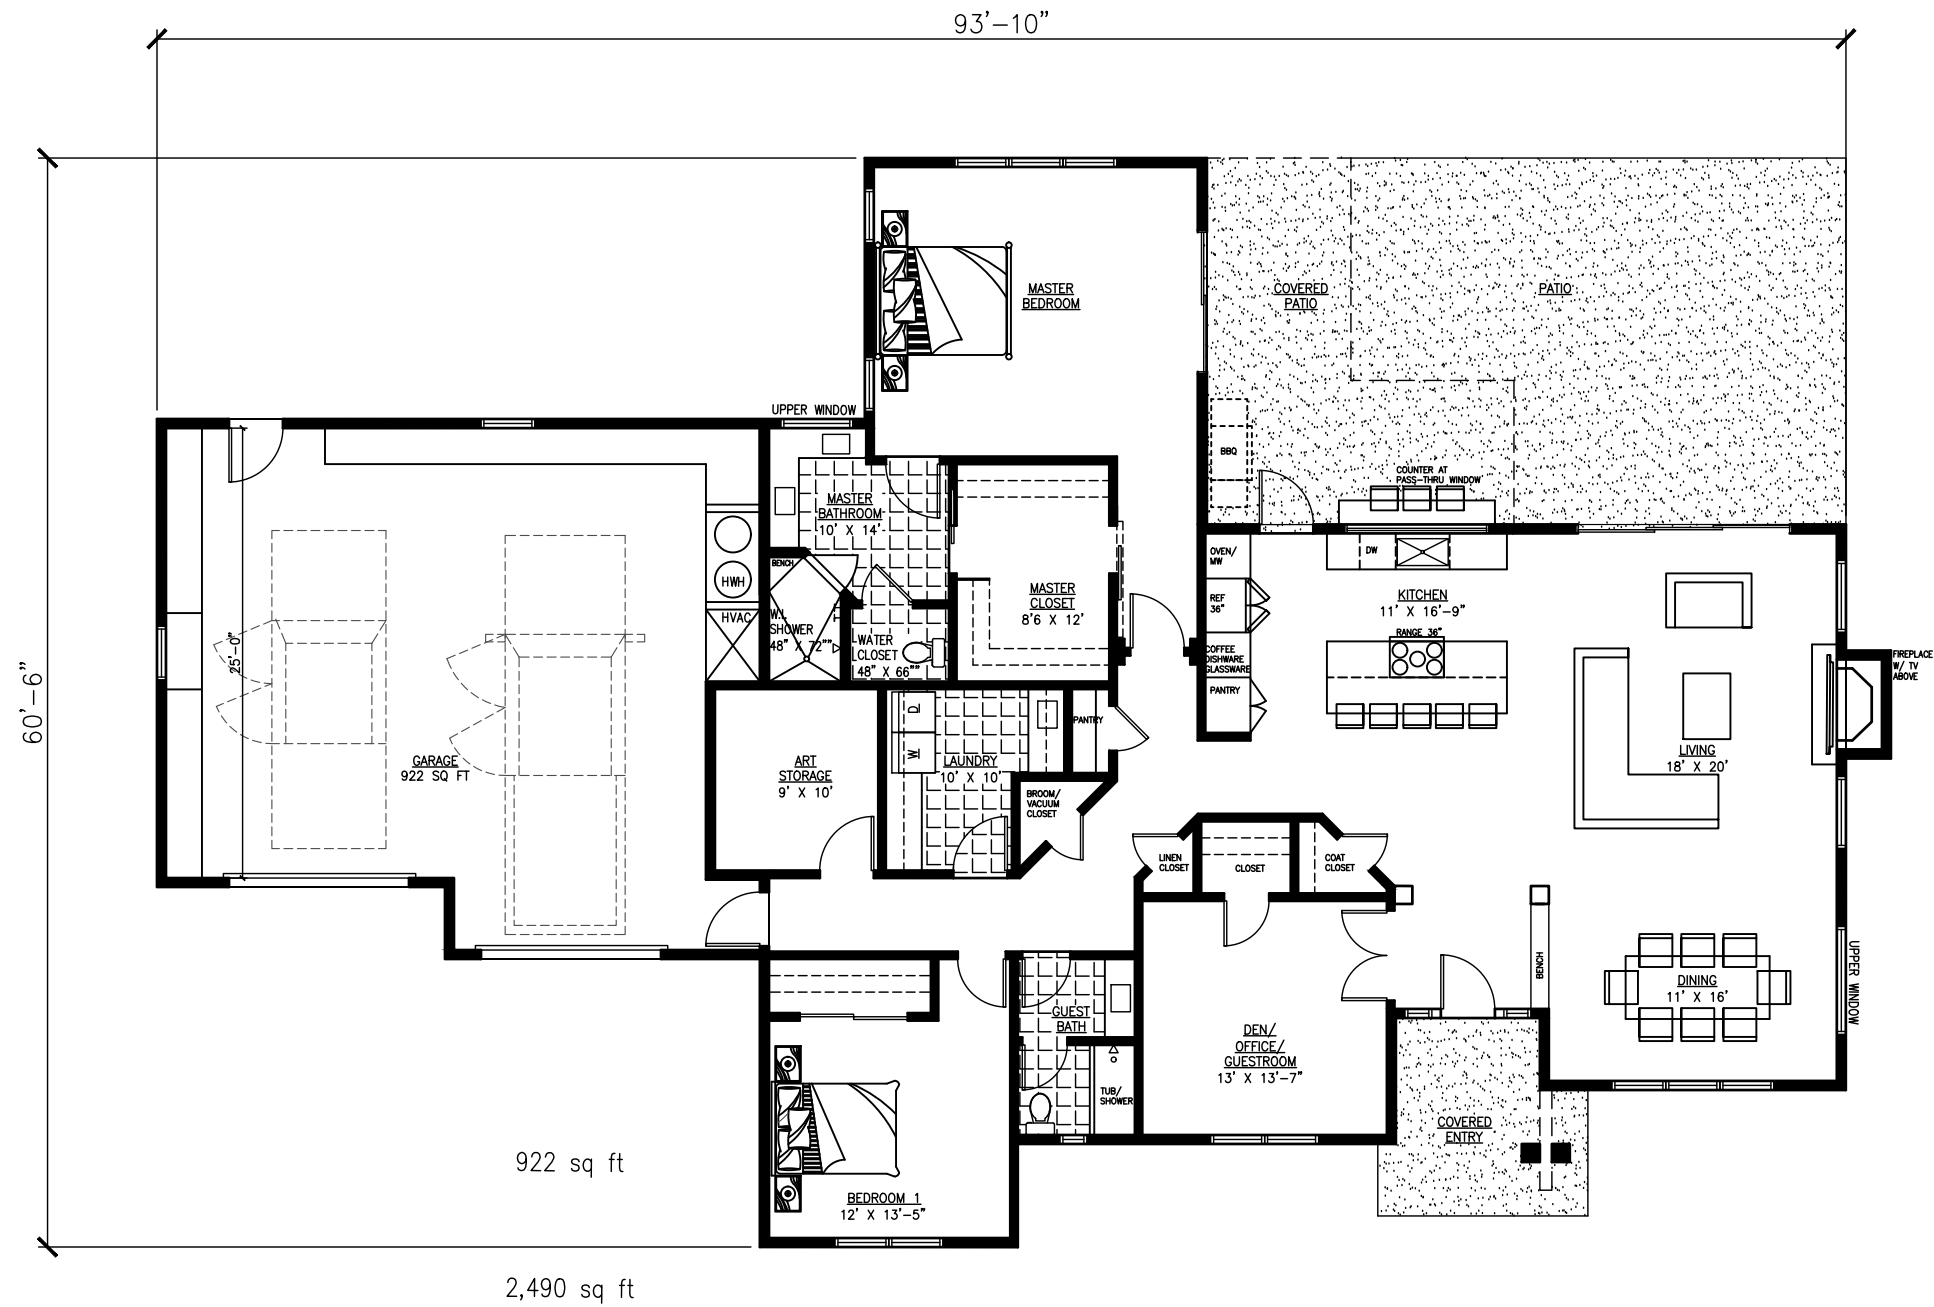 93'-10"
60'-6"
UPPER WINDOW
MASTER
BEDROOM
COVERED
PATIO
PATIO
BBQ
COUNTER AT
PASS-THRU WINDOW
MASTER
BATHROOM
10' X 14'
BENCH
W.I.
SHOWER
48" X 72""
WATER
CLOSET
48" X 66""
MASTER
CLOSET
8'6 X 12'
HWH
HVAC
25'-0"
GARAGE
922 SQ FT
OVEN/
MW
REF
36"
COFFEE
DISHWARE
GLASSWARE
PANTRY
DW
KITCHEN
11' X 16'-9"
RANGE 36"
FIREPLACE
W/ TV
ABOVE
LIVING
18' X 20'
ART
STORAGE
9' X 10'
D
W
LAUNDRY
10' X 10'
PANTRY
BROOM/
VACUUM
CLOSET
LINEN
CLOSET
CLOSET
COAT
CLOSET
BENCH
UPPER WINDOW
DINING
11' X 16'
GUEST
BATH
TUB/
SHOWER
DEN/
OFFICE/
GUESTROOM
13' X 13'-7"
COVERED
ENTRY
BEDROOM 1
12' X 13'-5"
922 sq ft
2,490 sq ft